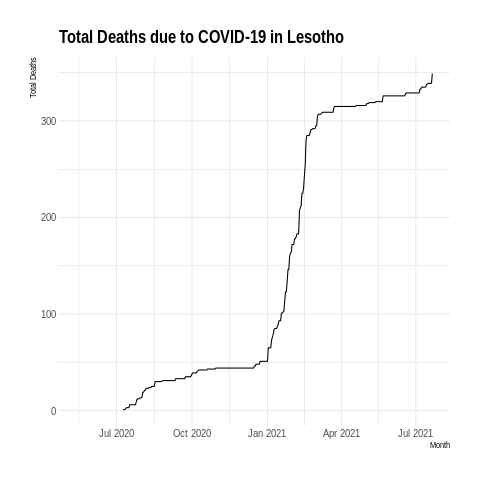 Total Deaths due to COVID-19 in Lesotho
Total Deaths
300
200
100
0
Jul 2020 Oct 2020 Jan 2021 Apr 2021 Jul 2021
Month